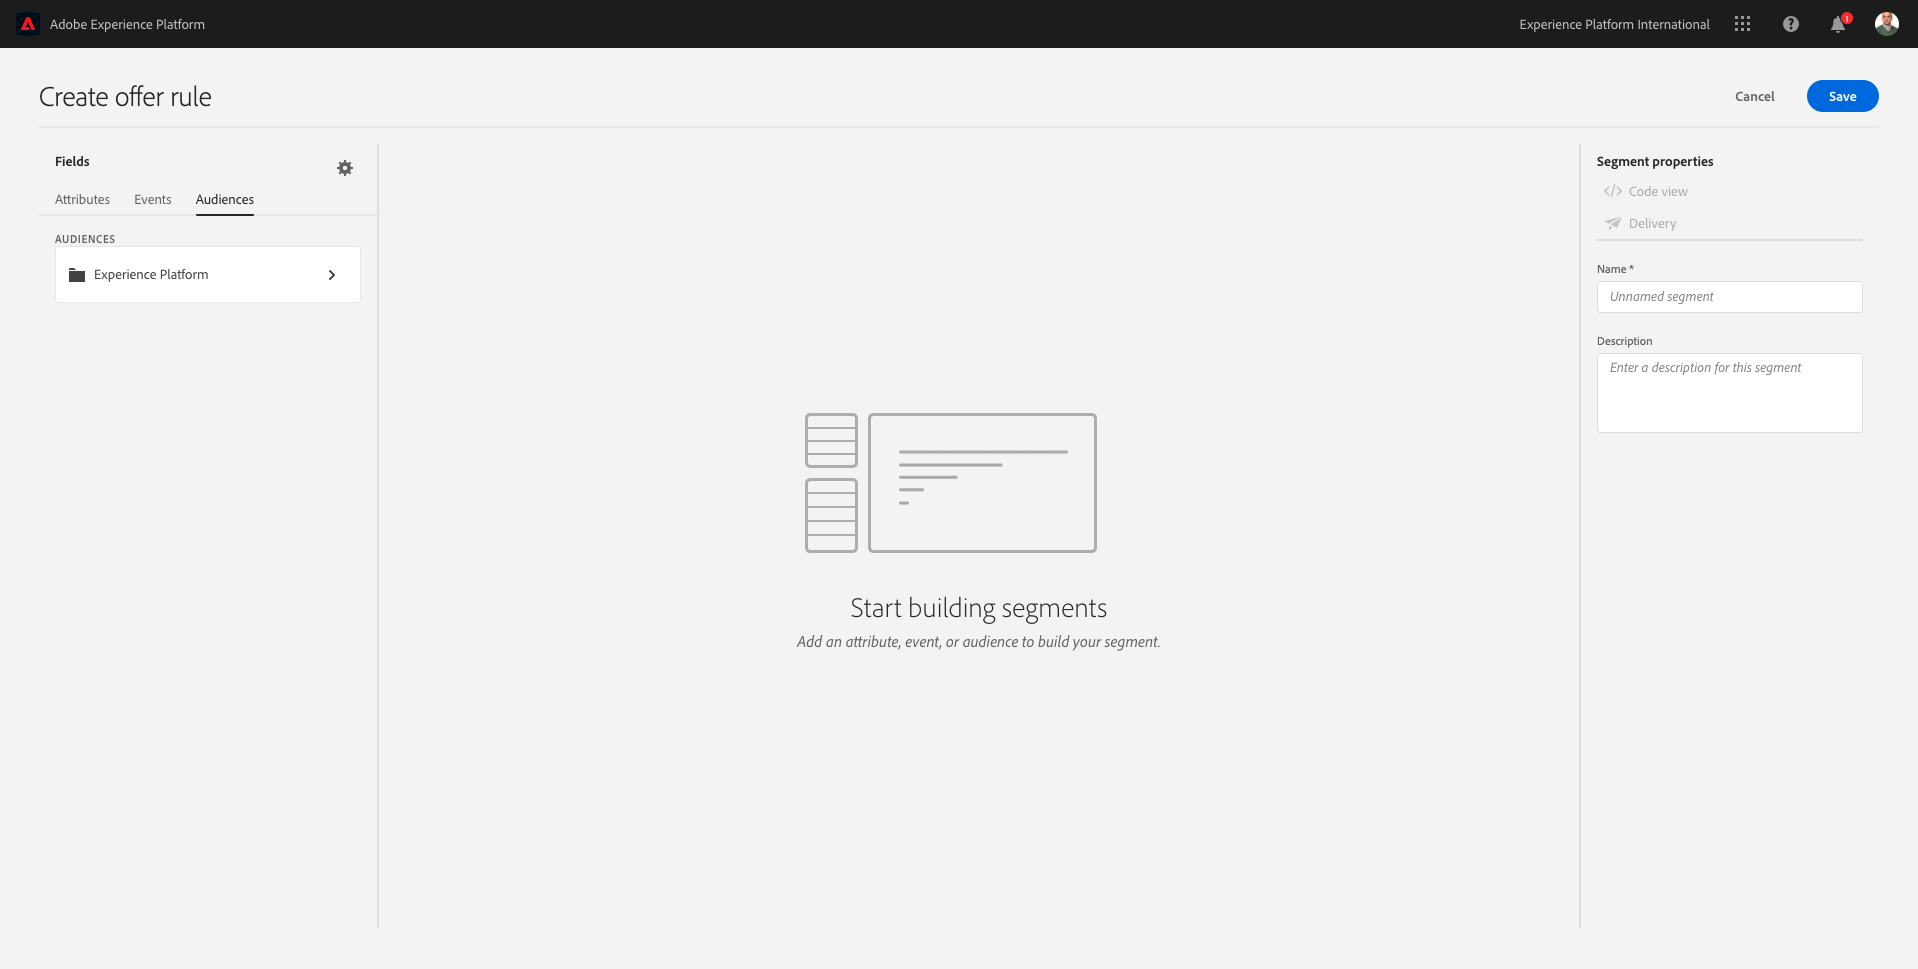 Adobe Experience Platform
Experience Platform International
1
Create offer rule
Cancel
Save
Fields
Attributes
Events
Audiences
AUDIENCES
Experience Platform
Start building segments
Add an attribute, event, or audience to build your segment.
Segment properties
</> Code view
Delivery
Name *
Unnamed segment
Description
Enter a description for this segment